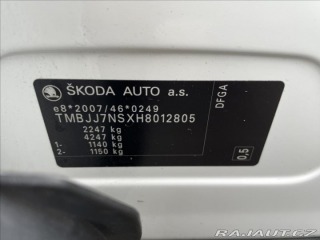 ŠKODA AUTO a.s.
e8*2007/46*0249
TMBJJ7NSXH8012805
2247 kg
4247 kg
1- 1140 kg
2- 1150 kg
DFGA
0,5
RAJAUT.CZ